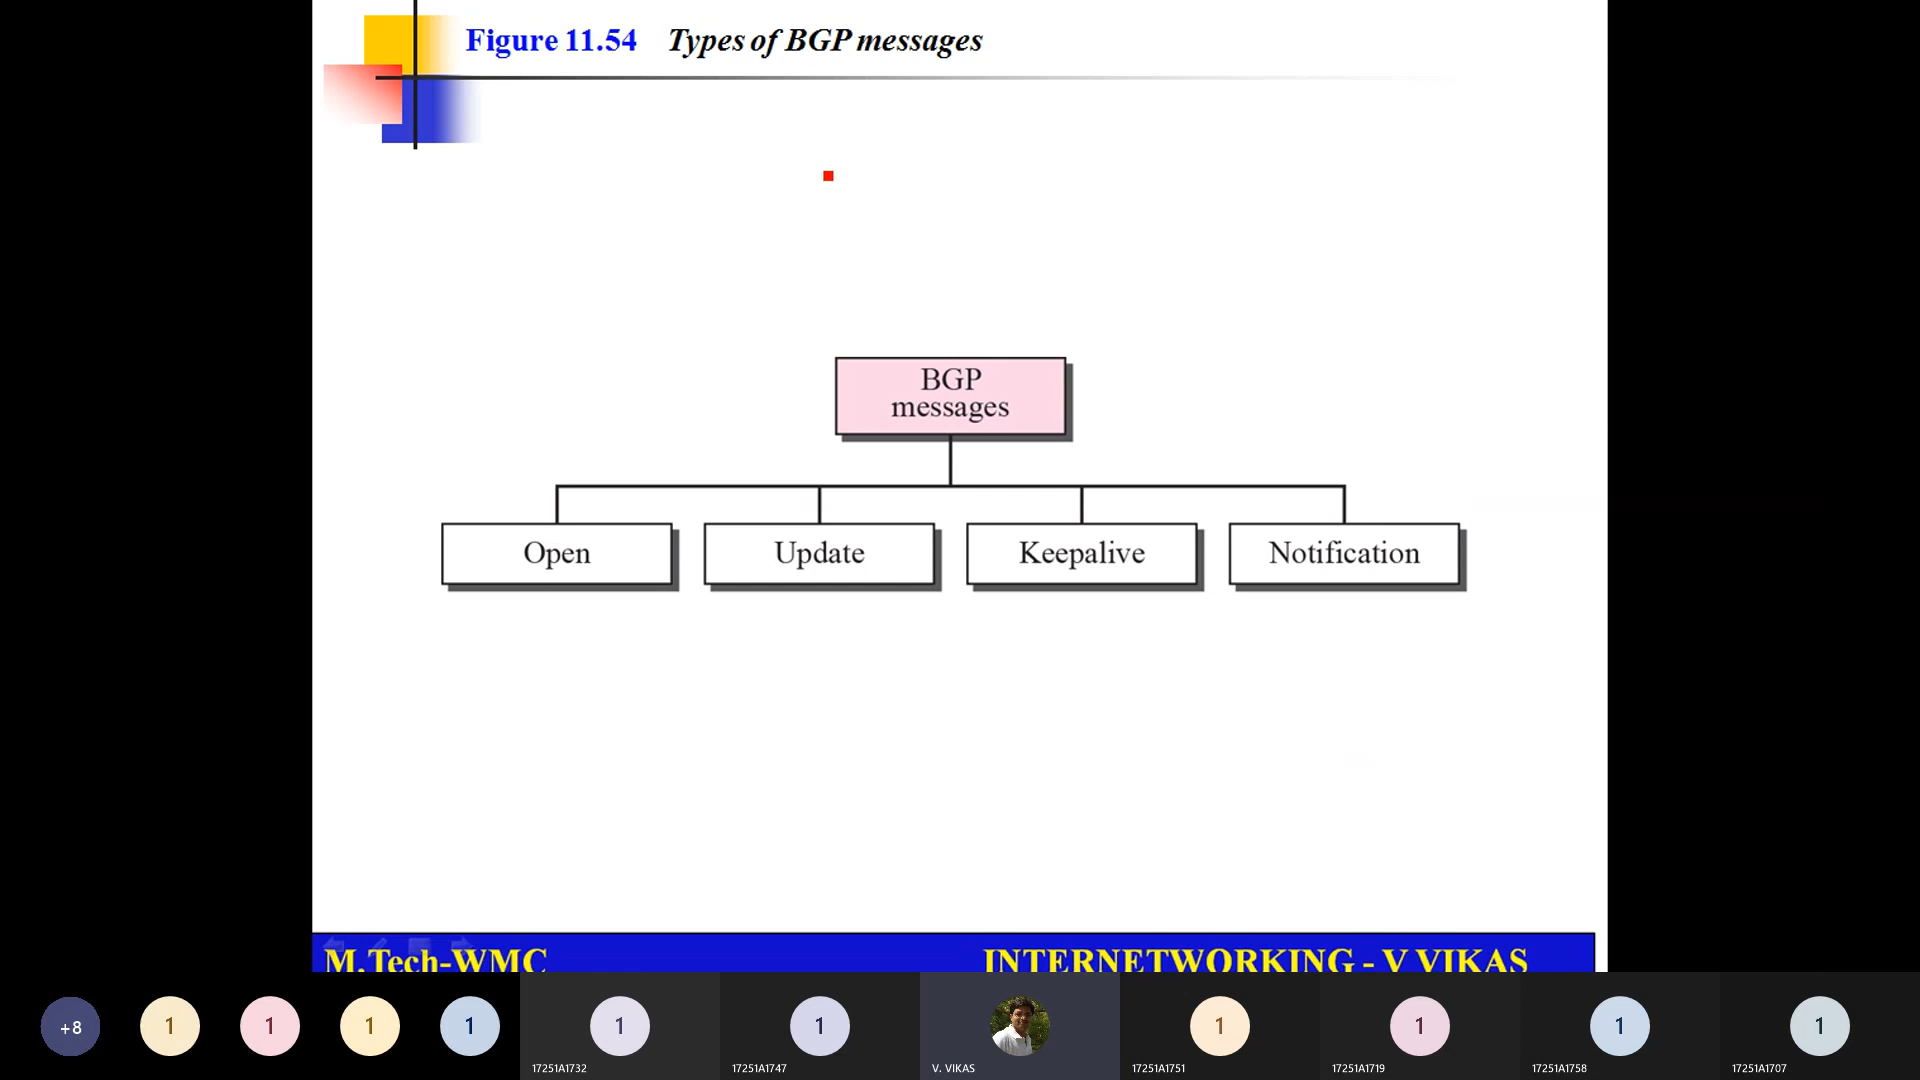 Figure 11.54 Types of BGP messages
BGP
messages
Open Update Keepalive Notification
M.Tech-WMC INTERNETWORKING - V VIKAS
+8 1 1 1 1 1 1 1 1 1 1
17251A1732 17251A1747 V. VIKAS 17251A1751 17251A1719 17251A1758 17251A1707